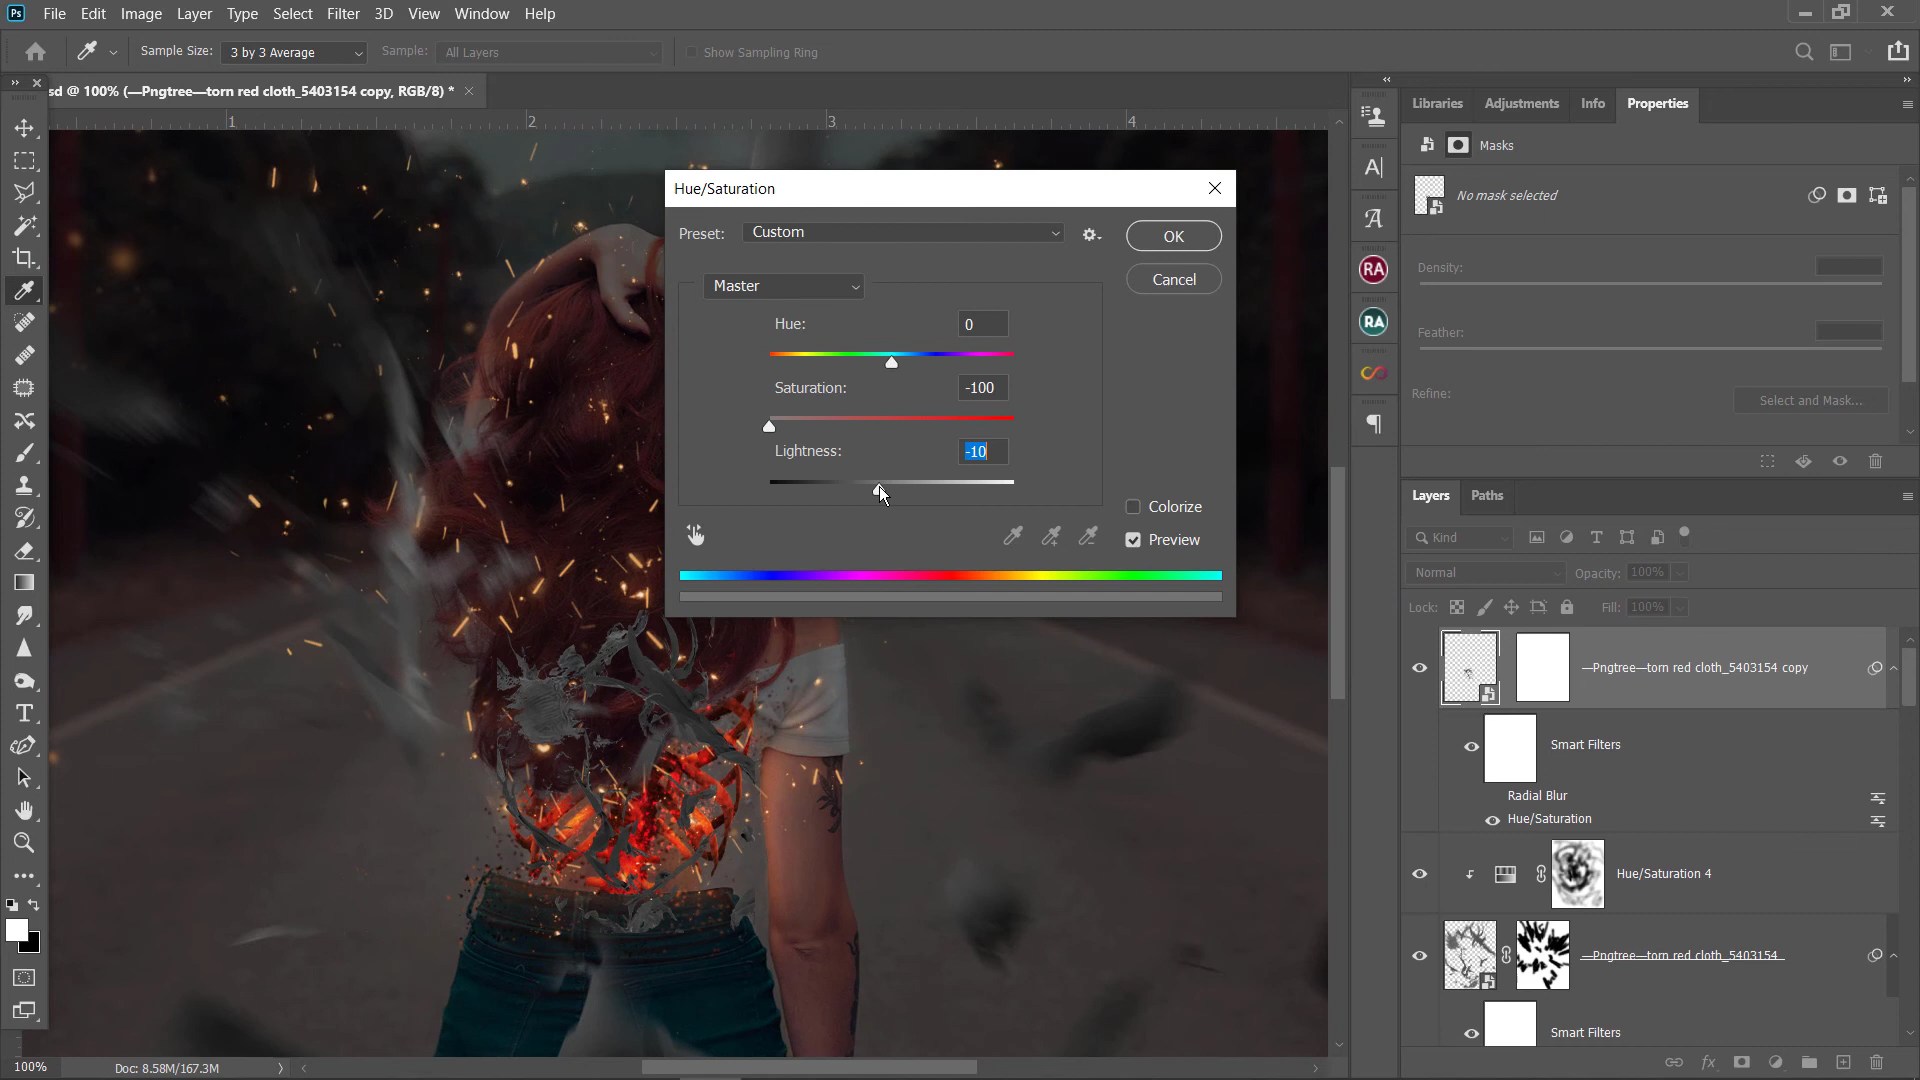 Ps File Edit Image Layer Type Select Filter 3D View Window Help
Sample Size: 3 by 3 Average Sample: All Layers Show Sampling Ring
sd @ 100% (—Pngtree—torn red cloth_5403154 copy, RGB/8) *
1 2 3 4
Hue/Saturation
Preset: Custom
OK
Cancel
Master
Hue: 0
Saturation: -100
Lightness: -10
Colorize
Preview
A|
A
RA
RA
Libraries Adjustments Info Properties
Masks
No mask selected
Density:
Feather:
Refine: Select and Mask...
Layers Paths
Kind
Normal Opacity: 100%
Lock: Fill: 100%
—Pngtree—torn red cloth_5403154 copy
Smart Filters
Radial Blur
Hue/Saturation
Hue/Saturation 4
—Pngtree—torn red cloth_5403154
Smart Filters
fx
100% Doc: 8.58M/167.3M